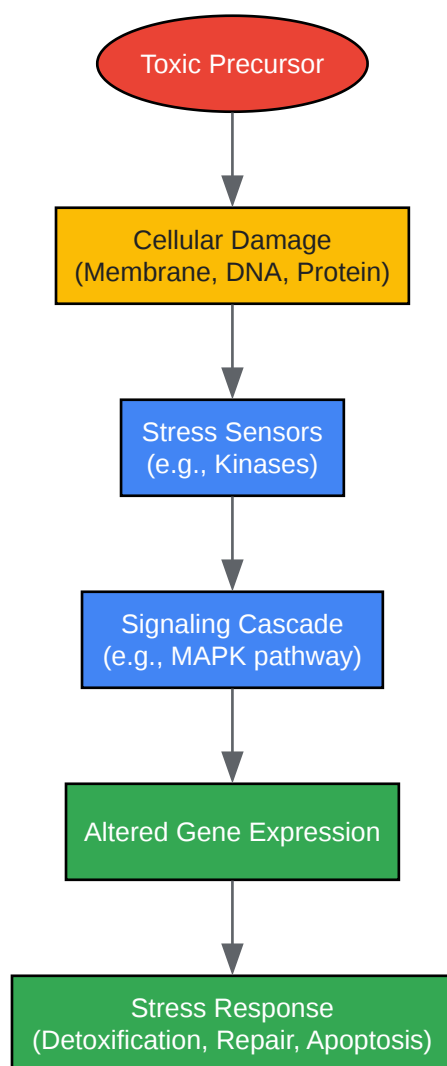 Toxic Precursor
Cellular Damage
(Membrane, DNA, Protein)
Stress Sensors
(e.g., Kinases)
Signaling Cascade
(e.g., MAPK pathway)
Altered Gene Expression
Stress Response
(Detoxification, Repair, Apoptosis)